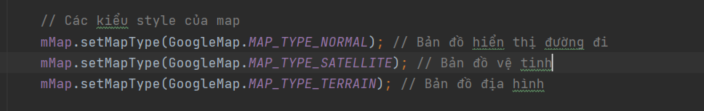 // Các kiểu style của map
mMap.setMapType(GoogleMap.MAP_TYPE_NORMAL); // Bản đồ hiển thị đường đi
mMap.setMapType(GoogleMap.MAP_TYPE_SATELLITE); // Bản đồ vệ tinh
mMap.setMapType(GoogleMap.MAP_TYPE_TERRAIN); // Bản đồ địa hình